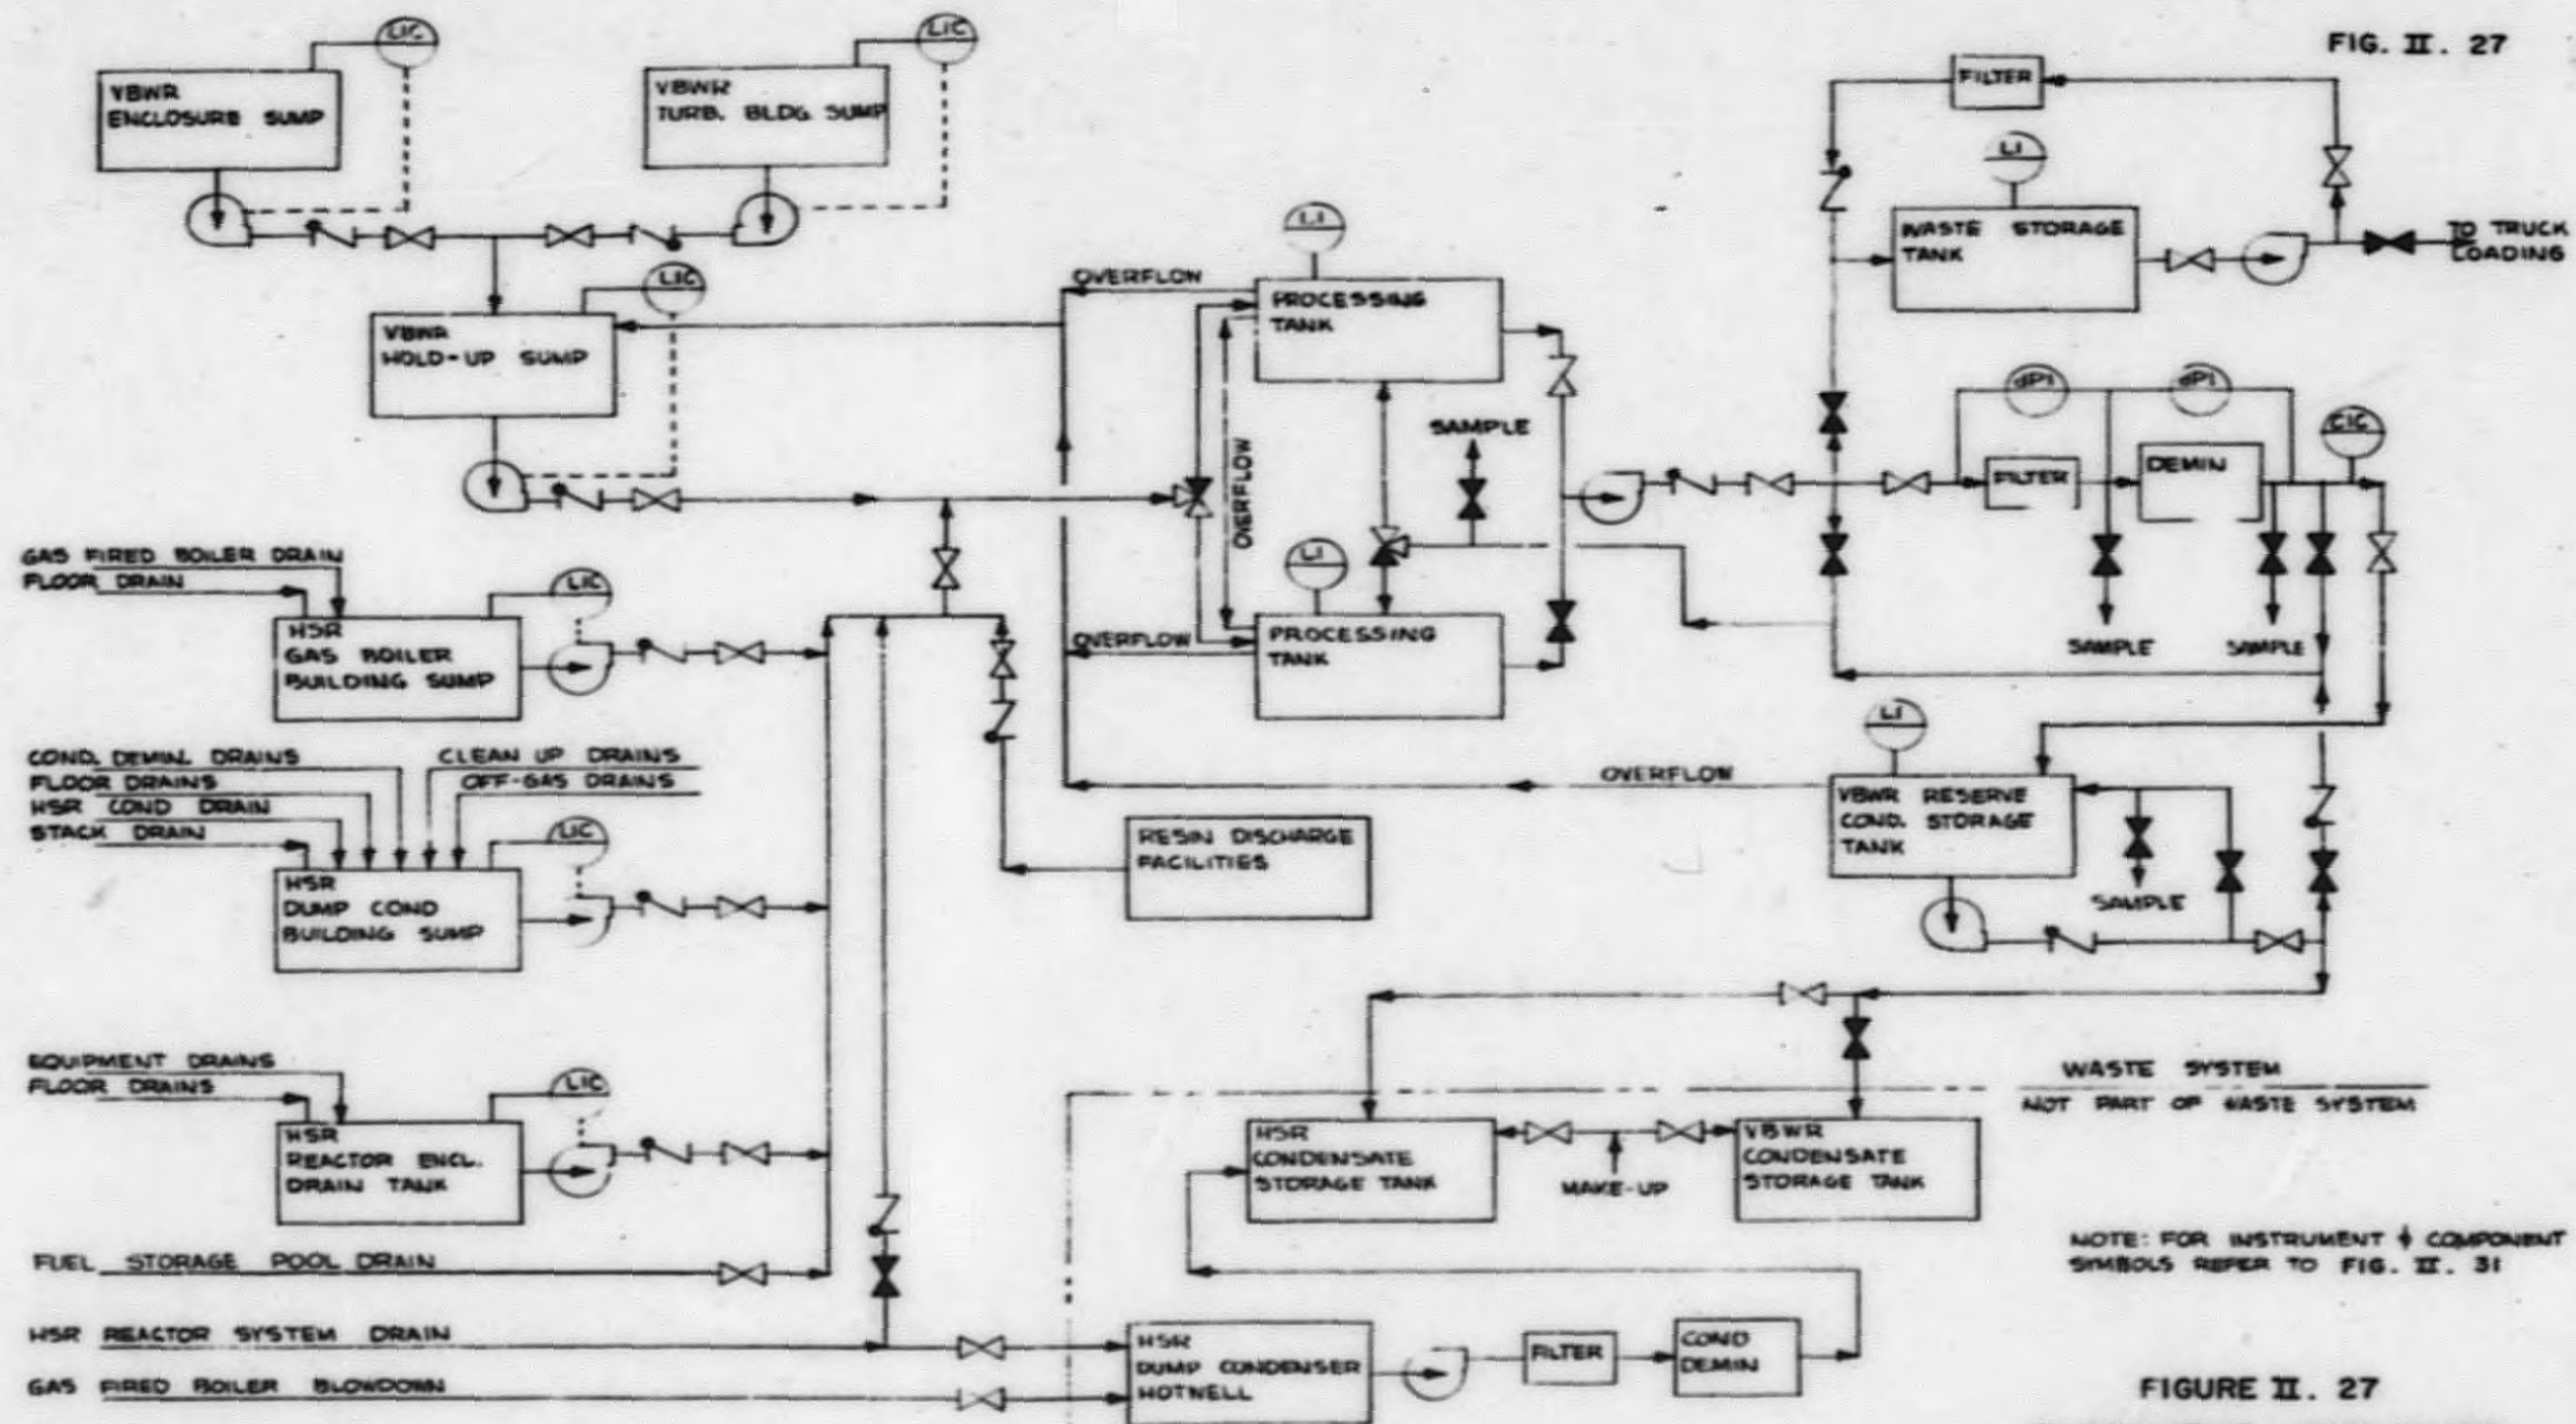 FIG. II. 27
LIC
LIC
VBWR
ENCLOSURE SUMP
VBWR
TURB. BLDG. SUMP
FILTER
LI
WASTE STORAGE
TANK
TO TRUCK
LOADING
LIC
VBWR
HOLD-UP SUMP
LI
OVERFLOW
PROCESSING
TANK
OVERFLOW
SAMPLE
dPI
dPI
CIC
FILTER
DEMIN
GAS FIRED BOILER DRAIN
FLOOR DRAIN
LIC
HSR
GAS BOILER
BUILDING SUMP
LI
OVERFLOW
PROCESSING
TANK
SAMPLE
SAMPLE
COND. DEMIN. DRAINS
FLOOR DRAINS
HSR COND DRAIN
STACK DRAIN
CLEAN UP DRAINS
OFF-GAS DRAINS
LIC
HSR
DUMP COND
BUILDING SUMP
OVERFLOW
LI
VBWR RESERVE
COND. STORAGE
TANK
SAMPLE
RESIN DISCHARGE
FACILITIES
EQUIPMENT DRAINS
FLOOR DRAINS
LIC
HSR
REACTOR ENCL.
DRAIN TANK
WASTE SYSTEM
NOT PART OF WASTE SYSTEM
HSR
CONDENSATE
STORAGE TANK
MAKE-UP
VBWR
CONDENSATE
STORAGE TANK
FUEL STORAGE POOL DRAIN
NOTE: FOR INSTRUMENT & COMPONENT
SYMBOLS REFER TO FIG. II. 31
HSR REACTOR SYSTEM DRAIN
GAS FIRED BOILER BLOWDOWN
HSR
DUMP CONDENSER
HOTWELL
FILTER
COND
DEMIN
FIGURE II. 27